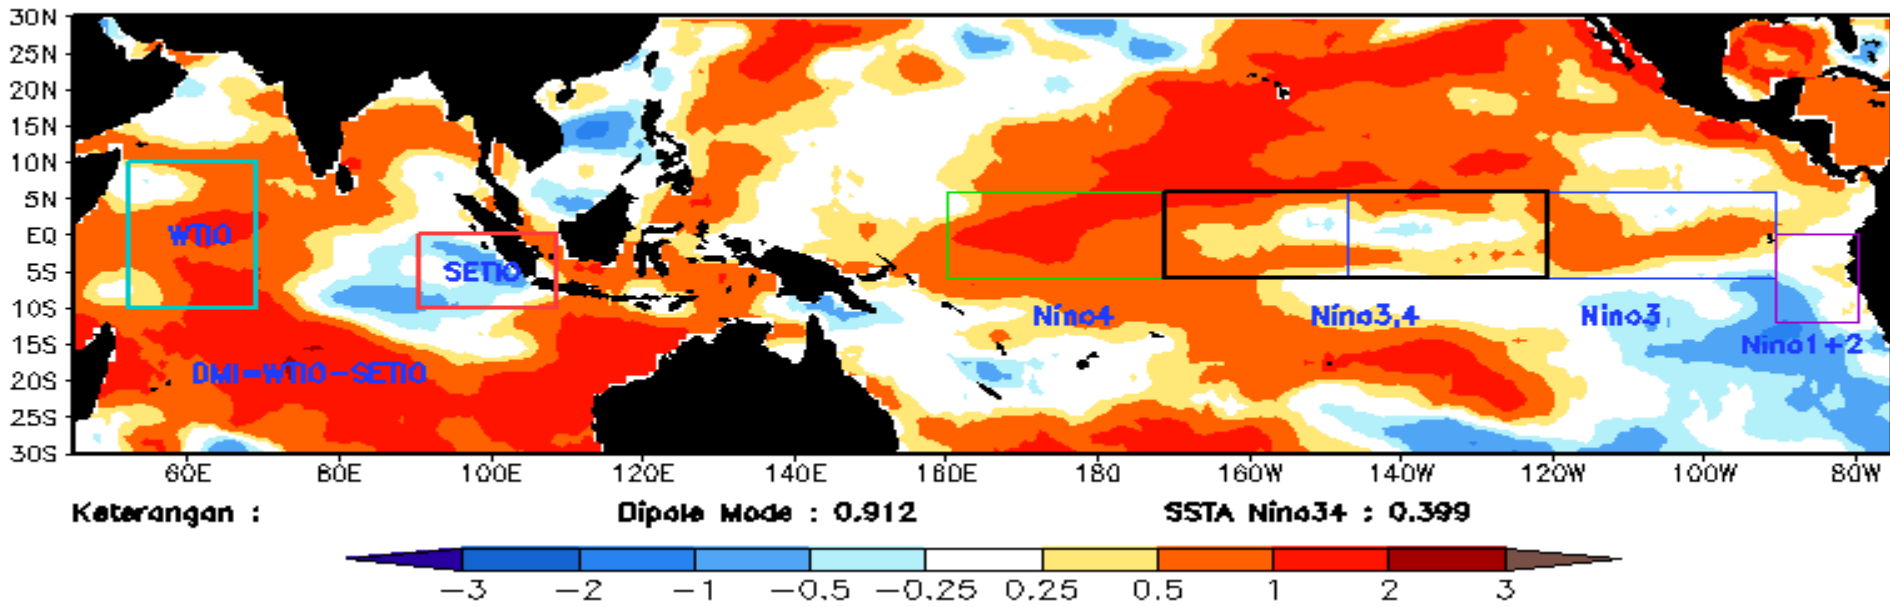 30N
25N
20N
15N
10N
5N
EQ
5S
10S
15S
20S
25S
30S
WTIO
SETIO
Nino4
Nino3,4
Nino3
Nino1+2
DMI=WTIO-SETIO
60E 80E 100E 120E 140E 160E 180 160W 140W 120W 100W 80W
Keterangan : Dipole Mode : 0.912 SSTA Nino34 : 0.399
-3 -2 -1 -0.5 -0.25 0.25 0.5 1 2 3